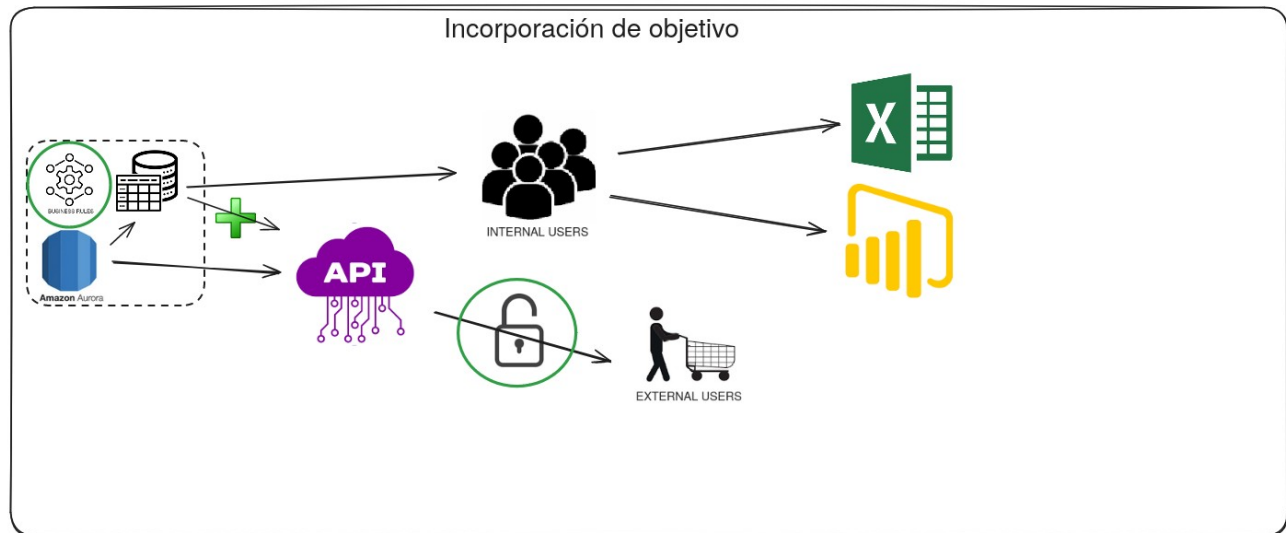 Incorporación de objetivo
X
BUSINESS RULES
INTERNAL USERS
Amazon Aurora
API
EXTERNAL USERS